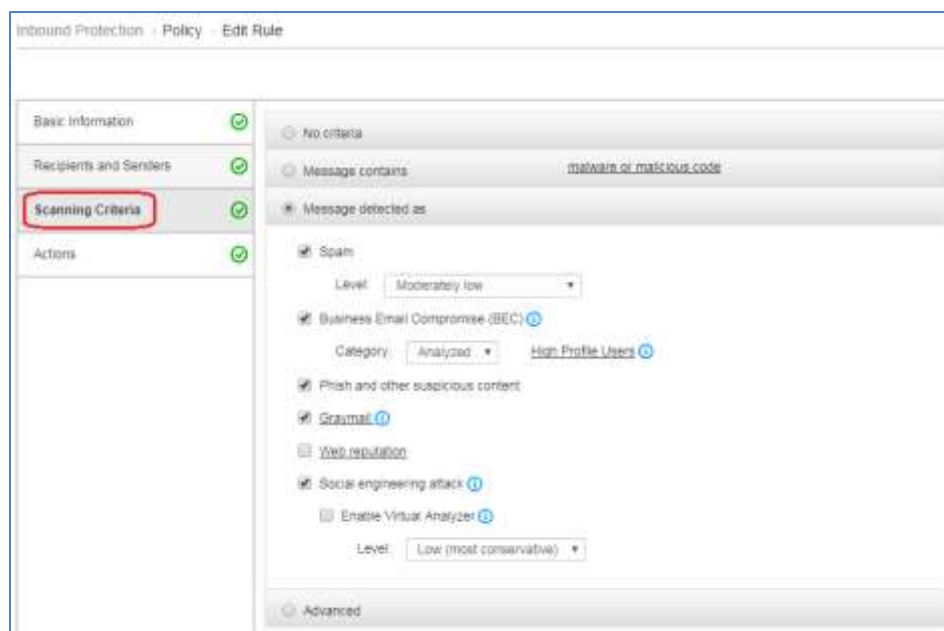 Inbound Protection > Policy > Edit Rule
Basic Information
Recipients and Senders
Scanning Criteria
Actions
No criteria
Message contains malware or malicious code
Message detected as
Spam
Level: Moderately low
Business Email Compromise (BEC)
Category: Analyzed High Profile Users
Phish and other suspicious content
Graymail
Web reputation
Social engineering attack
Enable Virtual Analyzer
Level: Low (most conservative)
Advanced